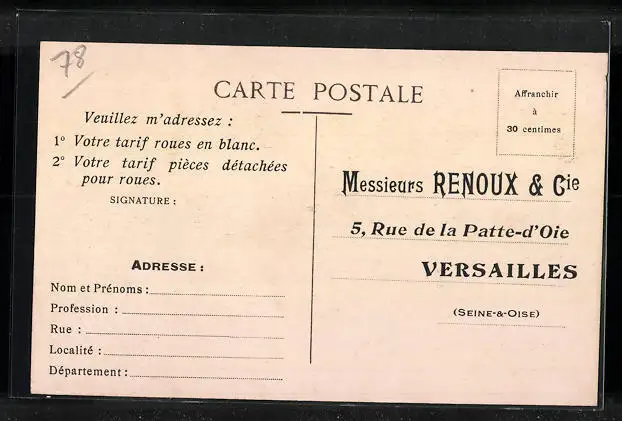 78
CARTE POSTALE
Veuillez m'adressez :
1° Votre tarif roues en blanc.
2° Votre tarif pièces détachées
pour roues.
SIGNATURE :
ADRESSE :
Nom et Prénoms :
Profession :
Rue :
Localité :
Département :
Affranchir
à
30 centimes
Messieurs RENOUX & Cie
5, Rue de la Patte-d'Oie
VERSAILLES
(SEINE-&-OISE)